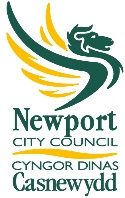 Newport
CITY COUNCIL
CYNGOR DINAS
Casnewydd